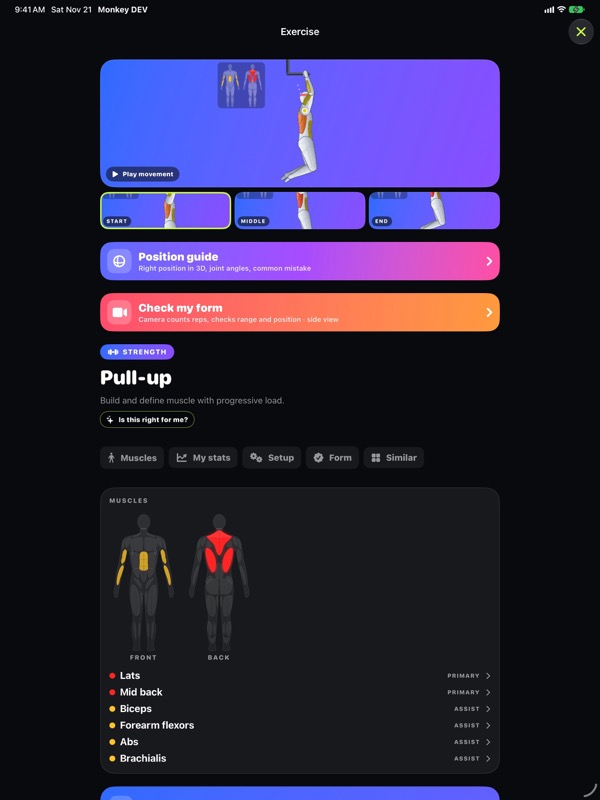 9:41 AM Sat Nov 21 Monkey DEV
Exercise
Play movement
START
MIDDLE
END
Position guide
Right position in 3D, joint angles, common mistake
Check my form
Camera counts reps, checks range and position · side view
STRENGTH
Pull-up
Build and define muscle with progressive load.
Is this right for me?
Muscles
My stats
Setup
Form
Similar
MUSCLES
FRONT
BACK
Lats PRIMARY
Mid back PRIMARY
Biceps ASSIST
Forearm flexors ASSIST
Abs ASSIST
Brachialis ASSIST